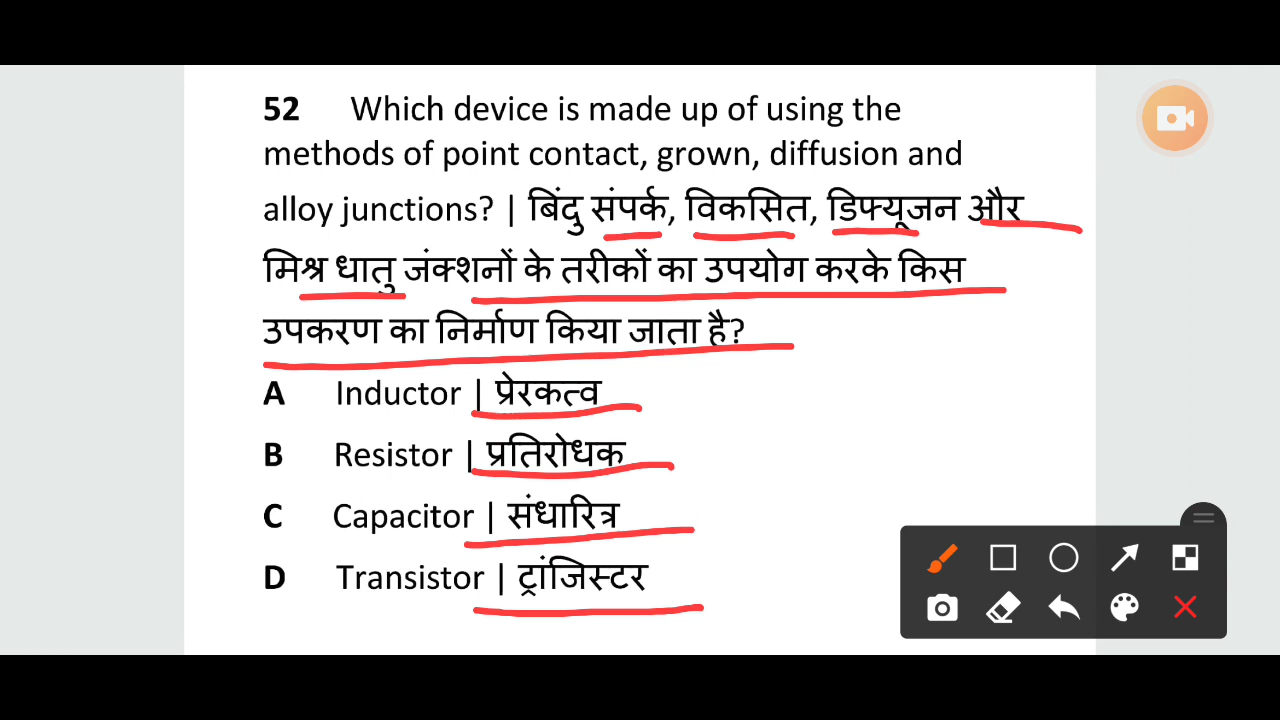 52 Which device is made up of using the
methods of point contact, grown, diffusion and
alloy junctions? | बिंदु संपर्क, विकसित, डिफ्यूजन और
मिश्र धातु जंक्शनों के तरीकों का उपयोग करके किस
उपकरण का निर्माण किया जाता है?
A Inductor | प्रेरकत्व
B Resistor | प्रतिरोधक
C Capacitor | संधारित्र
D Transistor | ट्रांजिस्टर